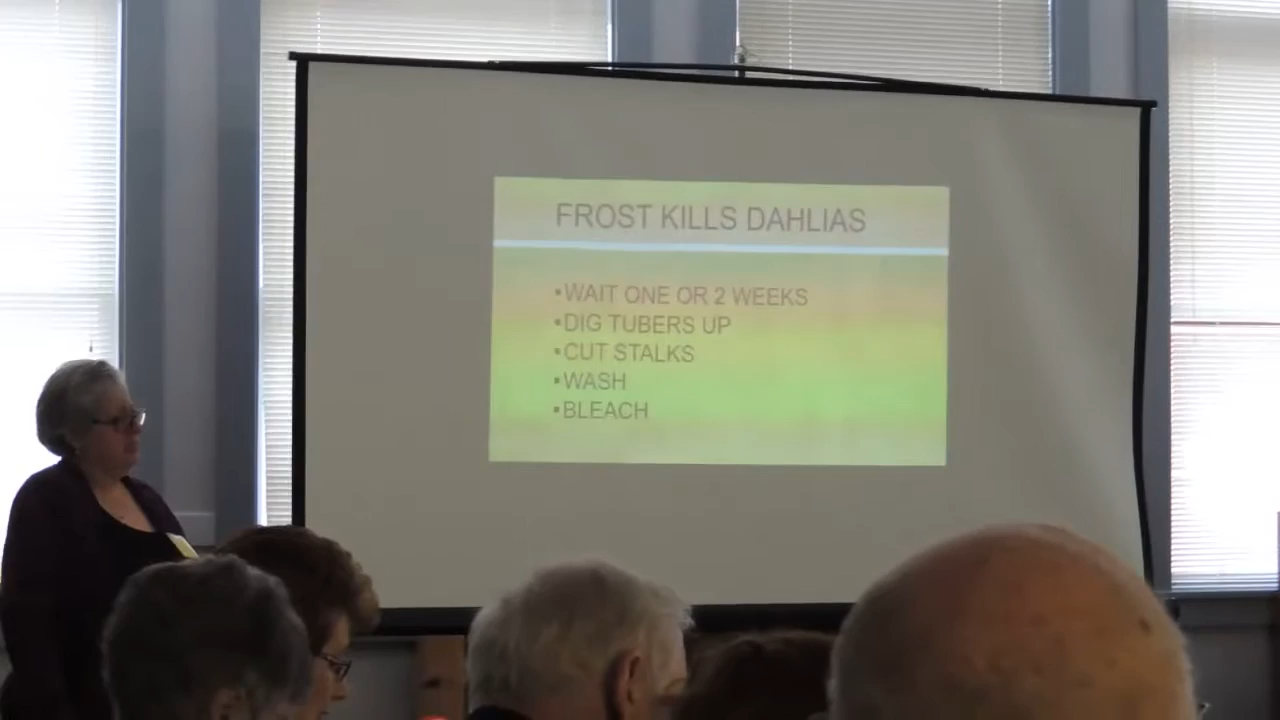 FROST KILLS DAHLIAS
•WAIT ONE OR 2 WEEKS
•DIG TUBERS UP
•CUT STALKS
•WASH
•BLEACH